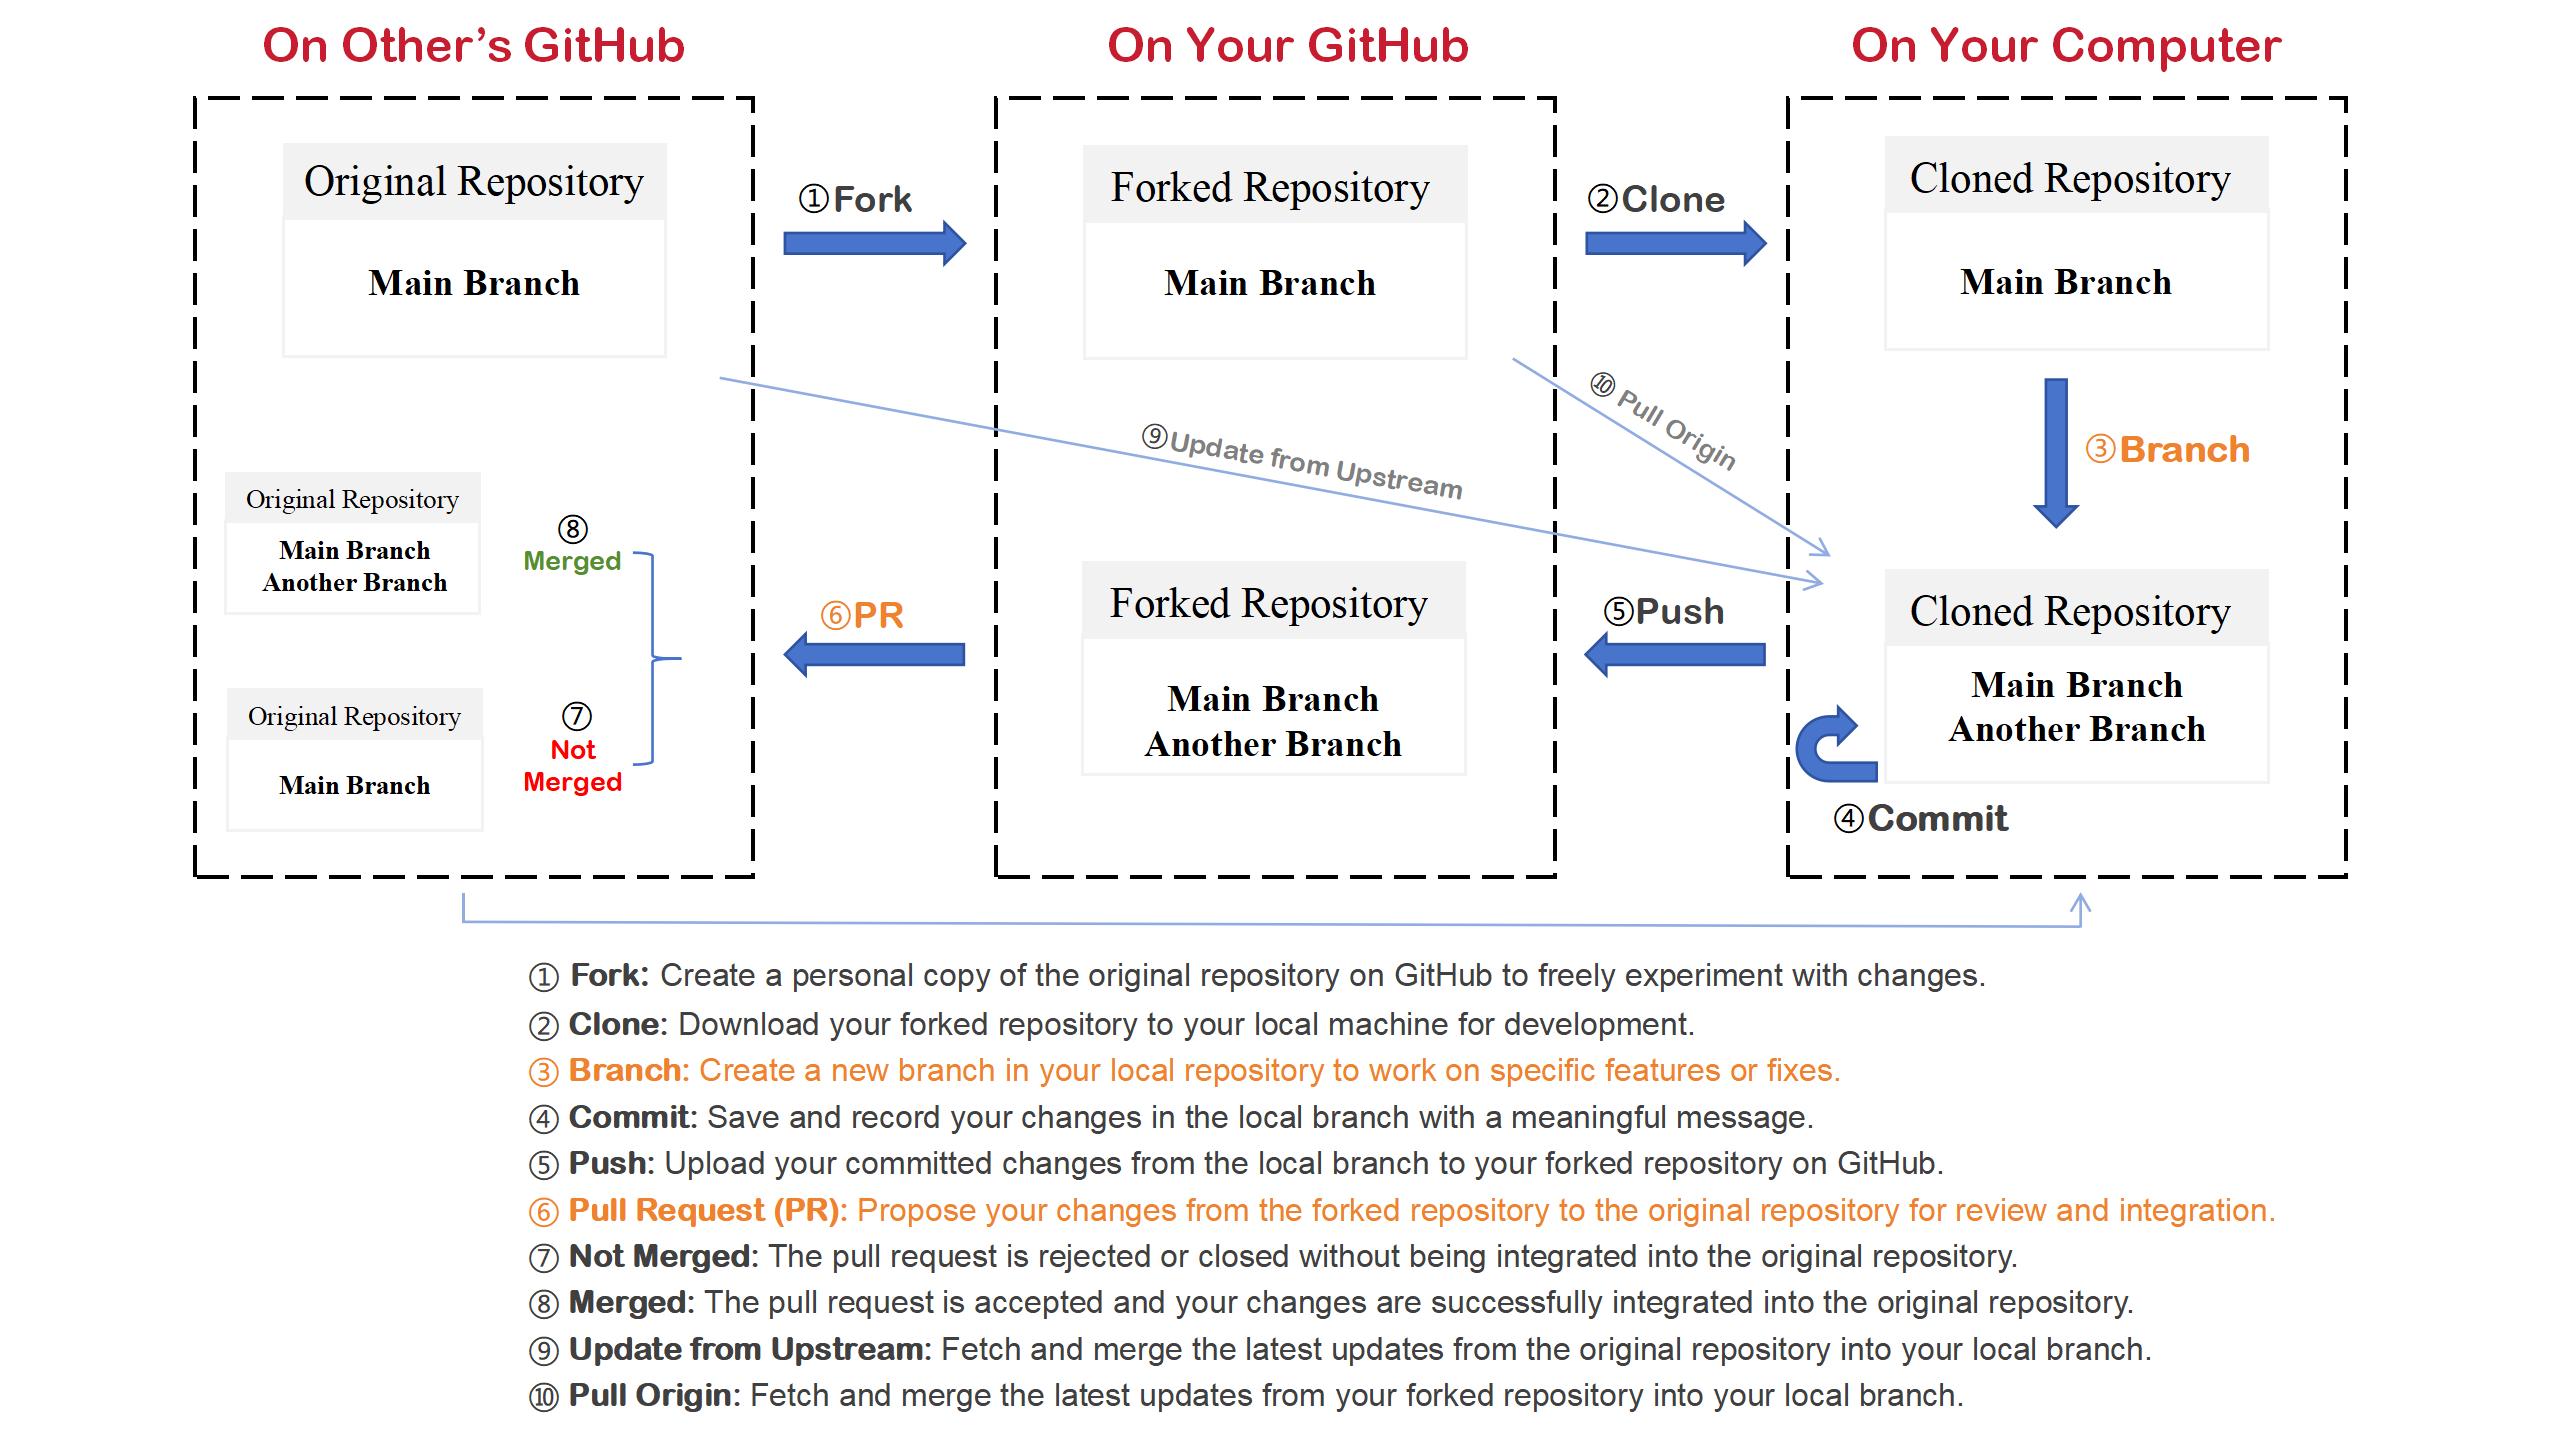 On Other’s GitHub
On Your GitHub
On Your Computer
Original Repository
Main Branch
①Fork
Forked Repository
Main Branch
②Clone
Cloned Repository
Main Branch
⑩ Pull Origin
⑨Update from Upstream
③Branch
Original Repository
Main Branch
Another Branch
⑧
Merged
Original Repository
Main Branch
⑦
Not
Merged
⑥PR
Forked Repository
Main Branch
Another Branch
⑤Push
Cloned Repository
Main Branch
Another Branch
④Commit
① Fork: Create a personal copy of the original repository on GitHub to freely experiment with changes.
② Clone: Download your forked repository to your local machine for development.
③ Branch: Create a new branch in your local repository to work on specific features or fixes.
④ Commit: Save and record your changes in the local branch with a meaningful message.
⑤ Push: Upload your committed changes from the local branch to your forked repository on GitHub.
⑥ Pull Request (PR): Propose your changes from the forked repository to the original repository for review and integration.
⑦ Not Merged: The pull request is rejected or closed without being integrated into the original repository.
⑧ Merged: The pull request is accepted and your changes are successfully integrated into the original repository.
⑨ Update from Upstream: Fetch and merge the latest updates from the original repository into your local branch.
⑩ Pull Origin: Fetch and merge the latest updates from your forked repository into your local branch.